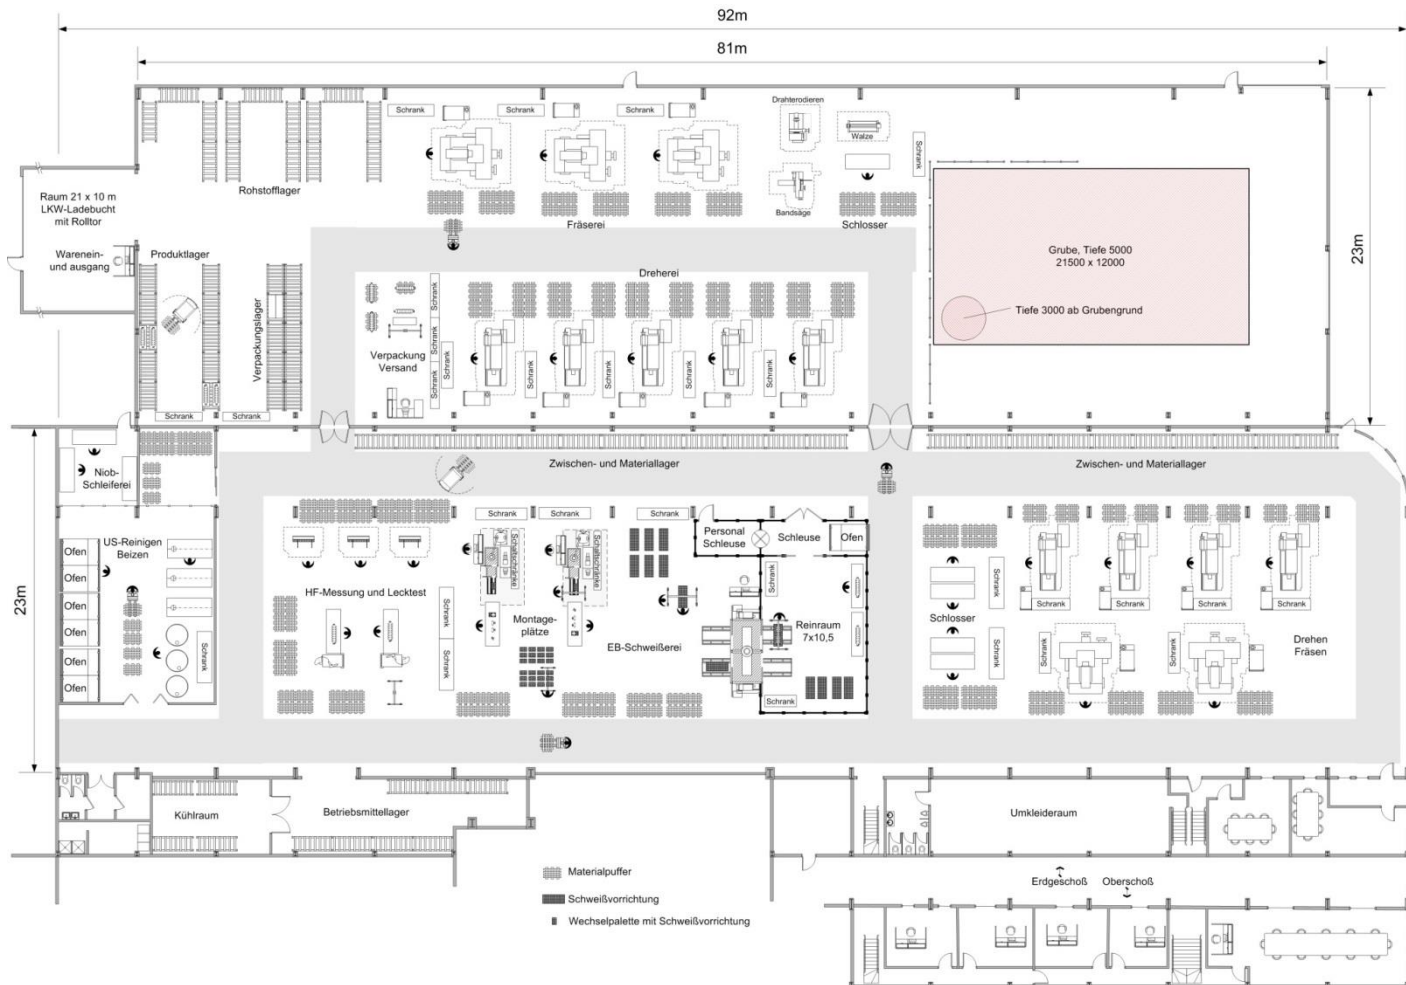 92m
81m
Schrank
Schrank
Schrank
Drahterodieren
Walze
Schrank
Rohstofflager
Raum 21 x 10 m
LKW-Ladebucht
mit Rolltor
Bandsäge
Fräserei
Schlosser
Warenein-
und ausgang
Produktlager
Grube, Tiefe 5000
21500 x 12000
23m
Dreherei
Schrank
Tiefe 3000 ab Grubengrund
Verpackungslager
Verpackung
Versand
Schrank
Schrank
Schrank
Schrank
Schrank
Schrank
Schrank
Schrank
Schrank
Zwischen- und Materiallager
Zwischen- und Materiallager
Niob-
Schleiferei
Schrank
Schrank
Schrank
Personal
Schleuse
Schleuse
Ofen
US-Reinigen
Beizen
Ofen
Ofen
Ofen
Ofen
Ofen
Ofen
Schaltschränke
Schaltschränke
Schrank
Schrank
HF-Messung und Lecktest
Schrank
Schrank
Schrank
Schrank
Schrank
Schrank
23m
Montage-
plätze
EB-Schweißerei
Reinraum
7x10,5
Schlosser
Schrank
Schrank
Schrank
Schrank
Drehen
Fräsen
Schrank
Schrank
Kühlraum
Betriebsmittellager
Umkleideraum
Materialpuffer
Schweißvorrichtung
Wechselpalette mit Schweißvorrichtung
Erdgeschoß
Oberschoß